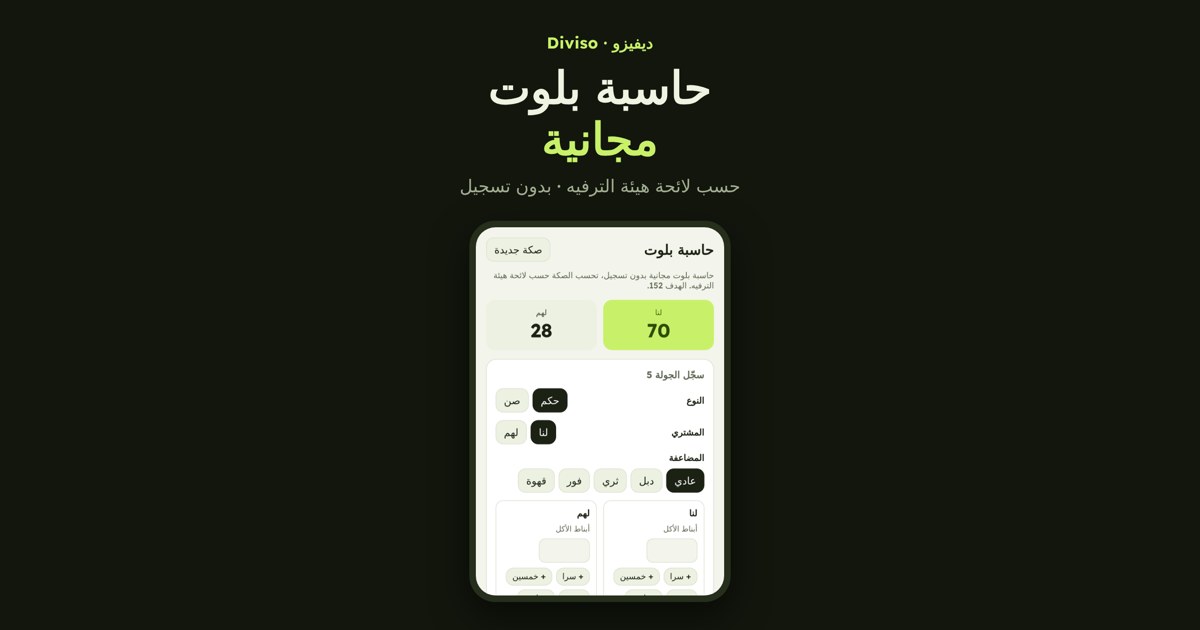 ديفيزو · Diviso
حاسبة بلوت
مجانية
حسب لائحة هيئة الترفيه · بدون تسجيل
حاسبة بلوت
صكة جديدة
حاسبة بلوت مجانية بدون تسجيل، تحسب الصكة حسب لائحة هيئة
الترفيه. الهدف 152.
لنا
70
لهم
28
سجّل الجولة 5
النوع
حكم
صن
المشتري
لنا
لهم
المضاعفة
عادي
دبل
ثري
فور
قهوة
لنا
أبناط الأكل
+ سرا
+ خمسين
لهم
أبناط الأكل
+ سرا
+ خمسين